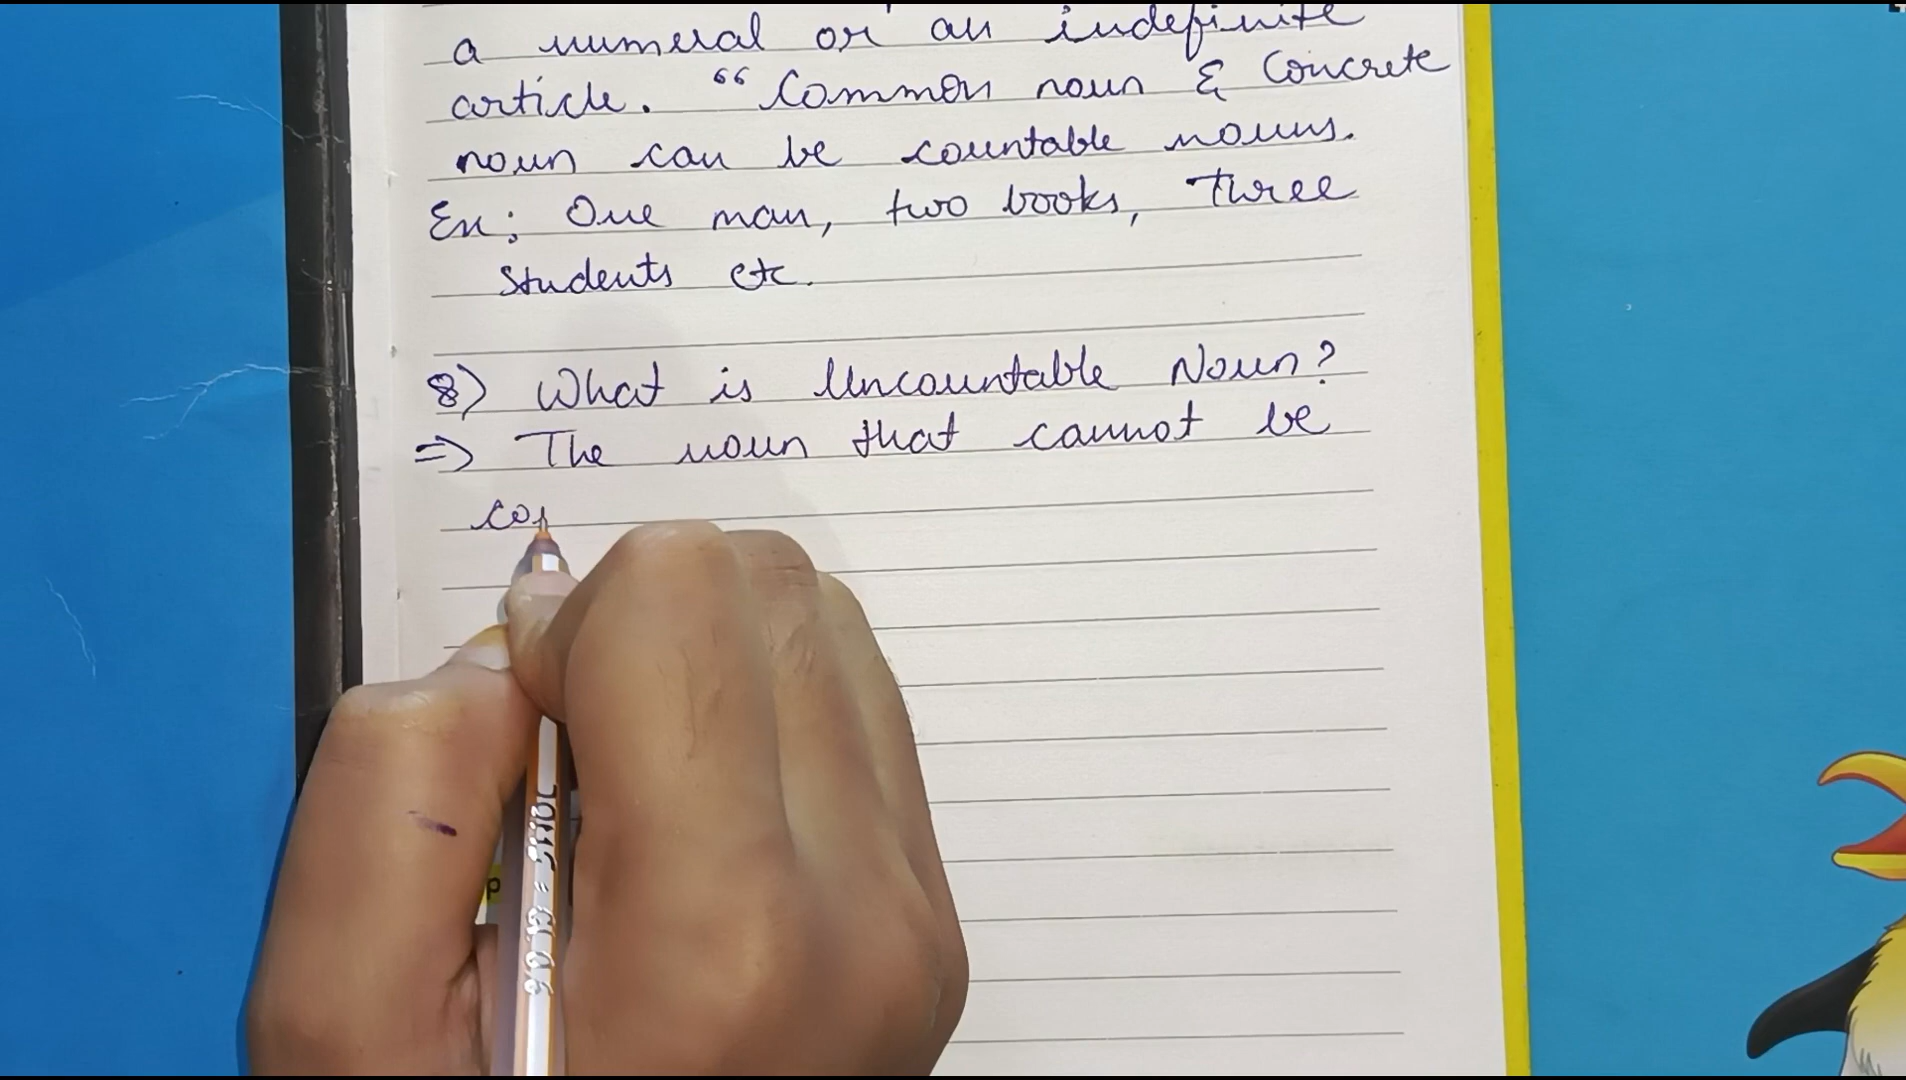 a numeral or an indefinite
article. “Common noun & Concrete
noun can be countable nouns.
Ex: One man, two books, Three
Students etc.
8) What is Uncountable Noun?
⇒ The noun that cannot be
co